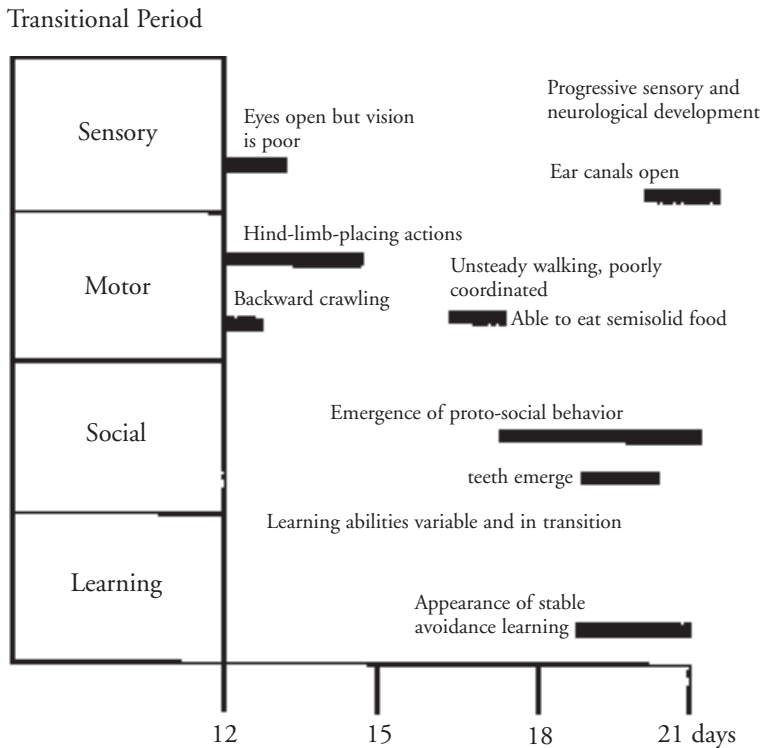 Transitional Period
Sensory
Eyes open but vision
is poor
Progressive sensory and
neurological development
Ear canals open
Motor
Hind-limb-placing actions
Backward crawling
Unsteady walking, poorly
coordinated
Able to eat semisolid food
Social
Emergence of proto-social behavior
teeth emerge
Learning
Learning abilities variable and in transition
Appearance of stable
avoidance learning
12 15 18 21 days